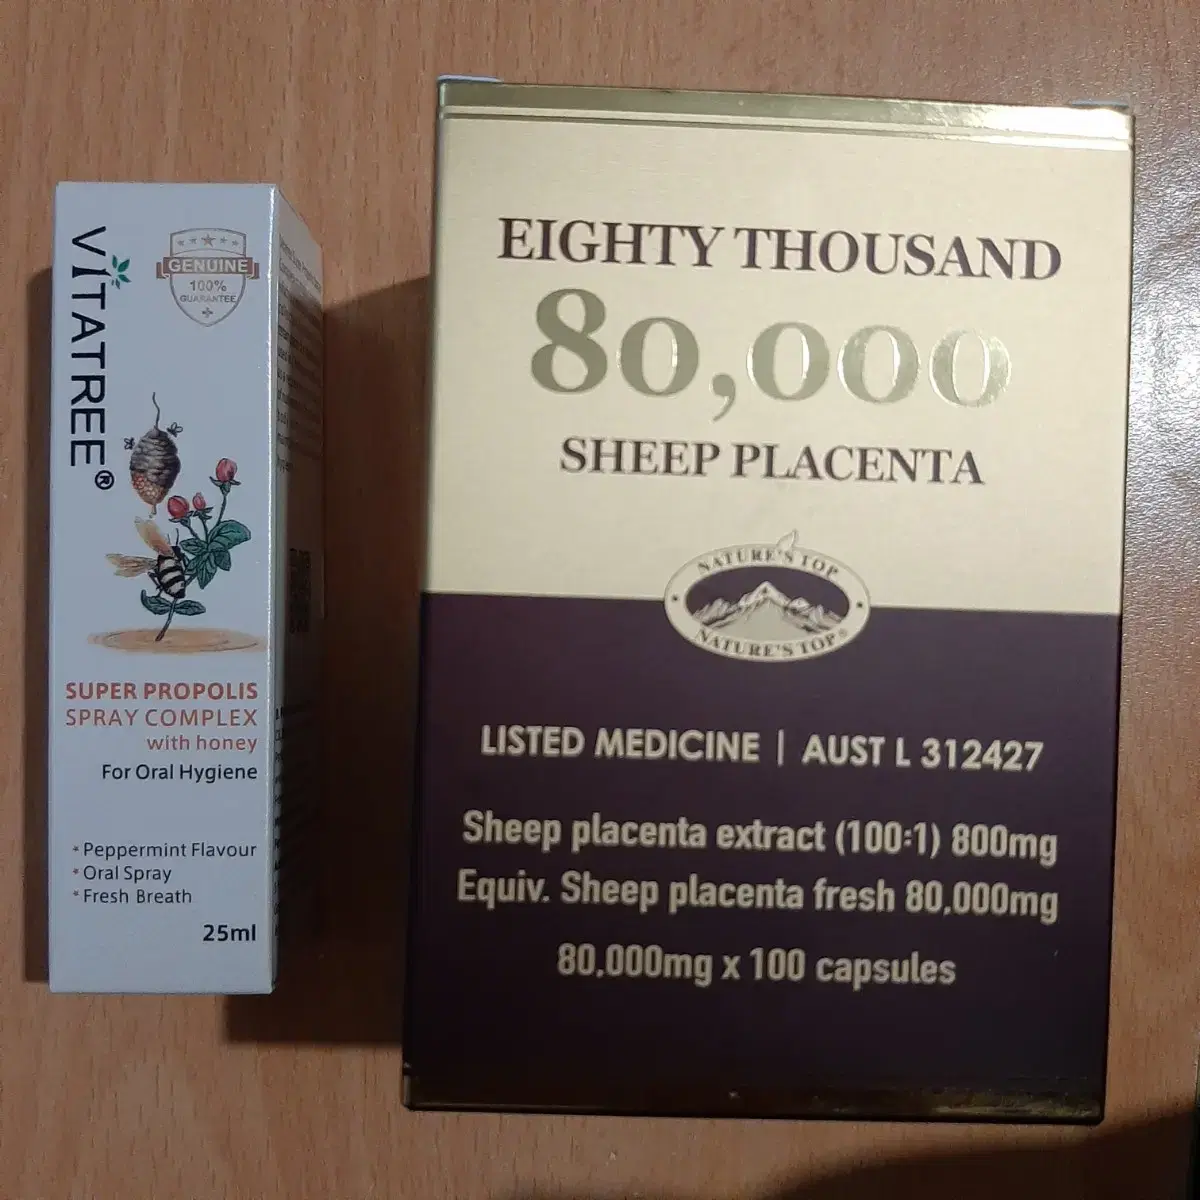 VITATREE®
GENUINE
100%
GUARANTEE
SUPER PROPOLIS
SPRAY COMPLEX
with honey
For Oral Hygiene
* Peppermint Flavour
* Oral Spray
* Fresh Breath
25ml
EIGHTY THOUSAND
80,000
SHEEP PLACENTA
NATURE'S TOP
NATURE'S TOP®
LISTED MEDICINE | AUST L 312427
Sheep placenta extract (100:1) 800mg
Equiv. Sheep placenta fresh 80,000mg
80,000mg x 100 capsules